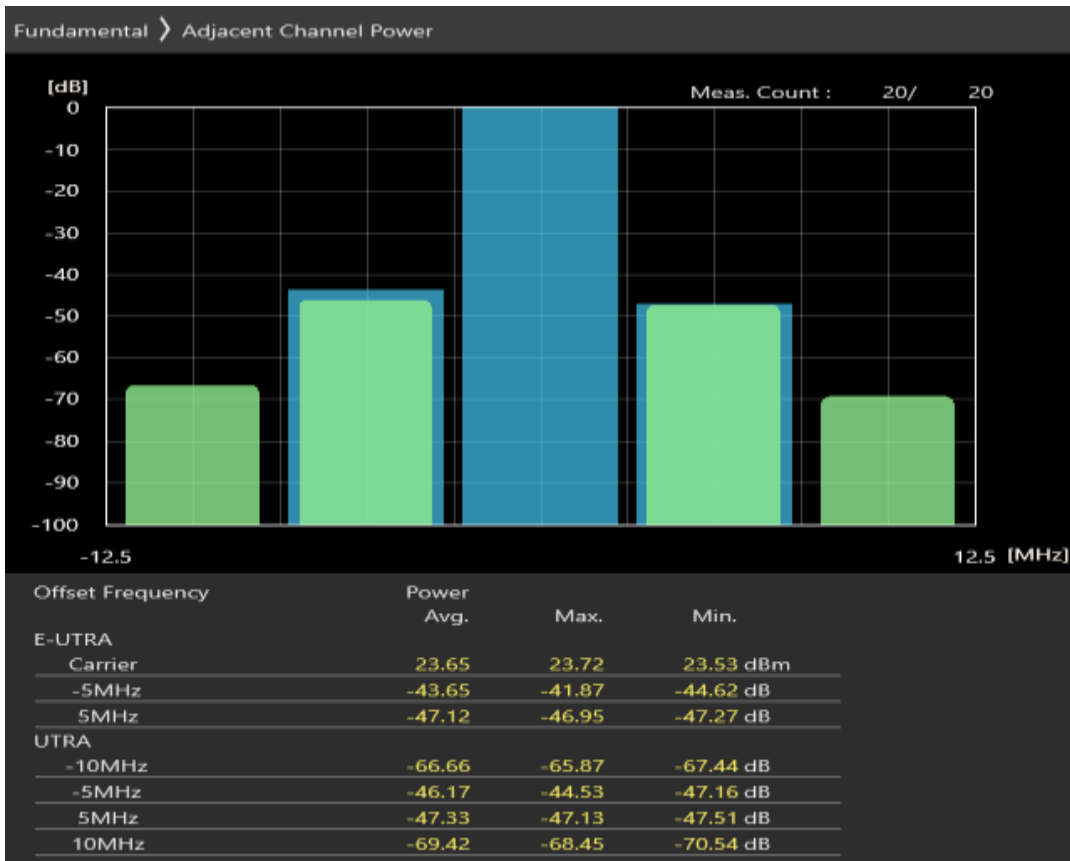 Fundamental 〉 Adjacent Channel Power
[dB]
Meas. Count : 20/ 20
0
-10
-20
-30
-40
-50
-60
-70
-80
-90
-100
-12.5 12.5 [MHz]
Offset Frequency Power
Avg. Max. Min.
E-UTRA
Carrier 23.65 23.72 23.53 dBm
-5MHz -43.65 -41.87 -44.62 dB
5MHz -47.12 -46.95 -47.27 dB
UTRA
-10MHz -66.66 -65.87 -67.44 dB
-5MHz -46.17 -44.53 -47.16 dB
5MHz -47.33 -47.13 -47.51 dB
10MHz -69.42 -68.45 -70.54 dB